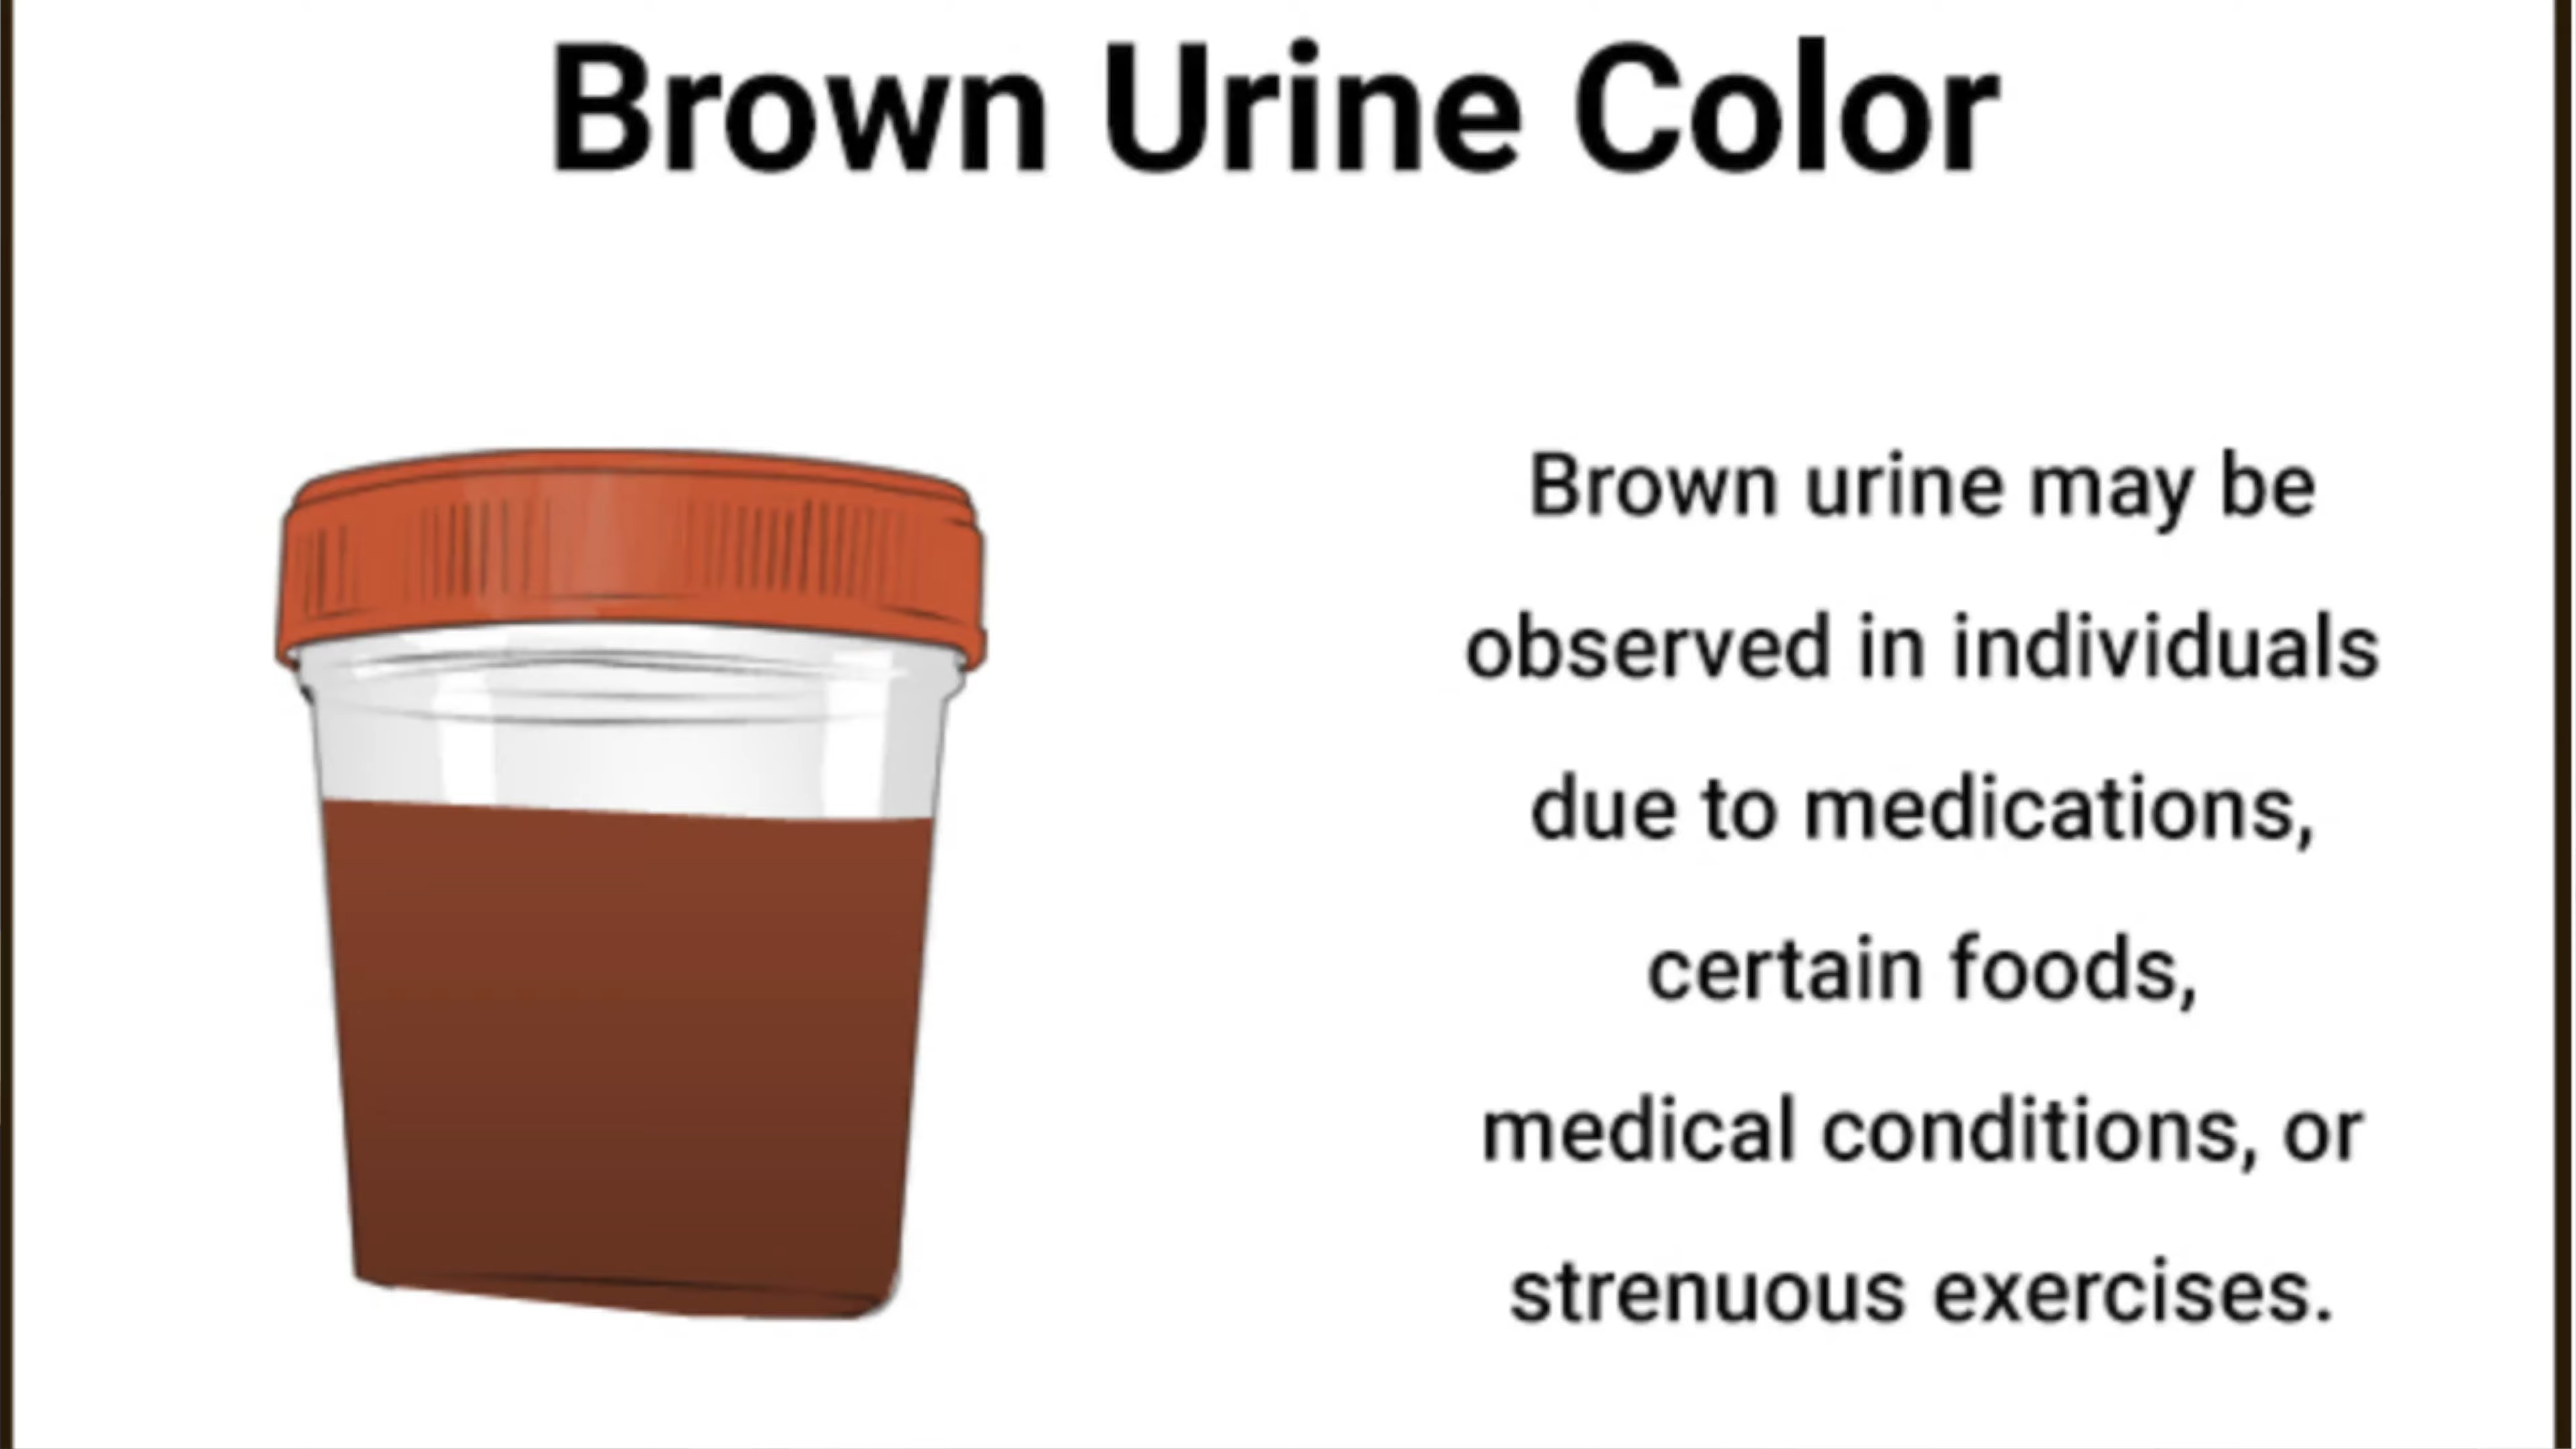 Brown Urine Color
Brown urine may be
observed in individuals
due to medications,
certain foods,
medical conditions, or
strenuous exercises.